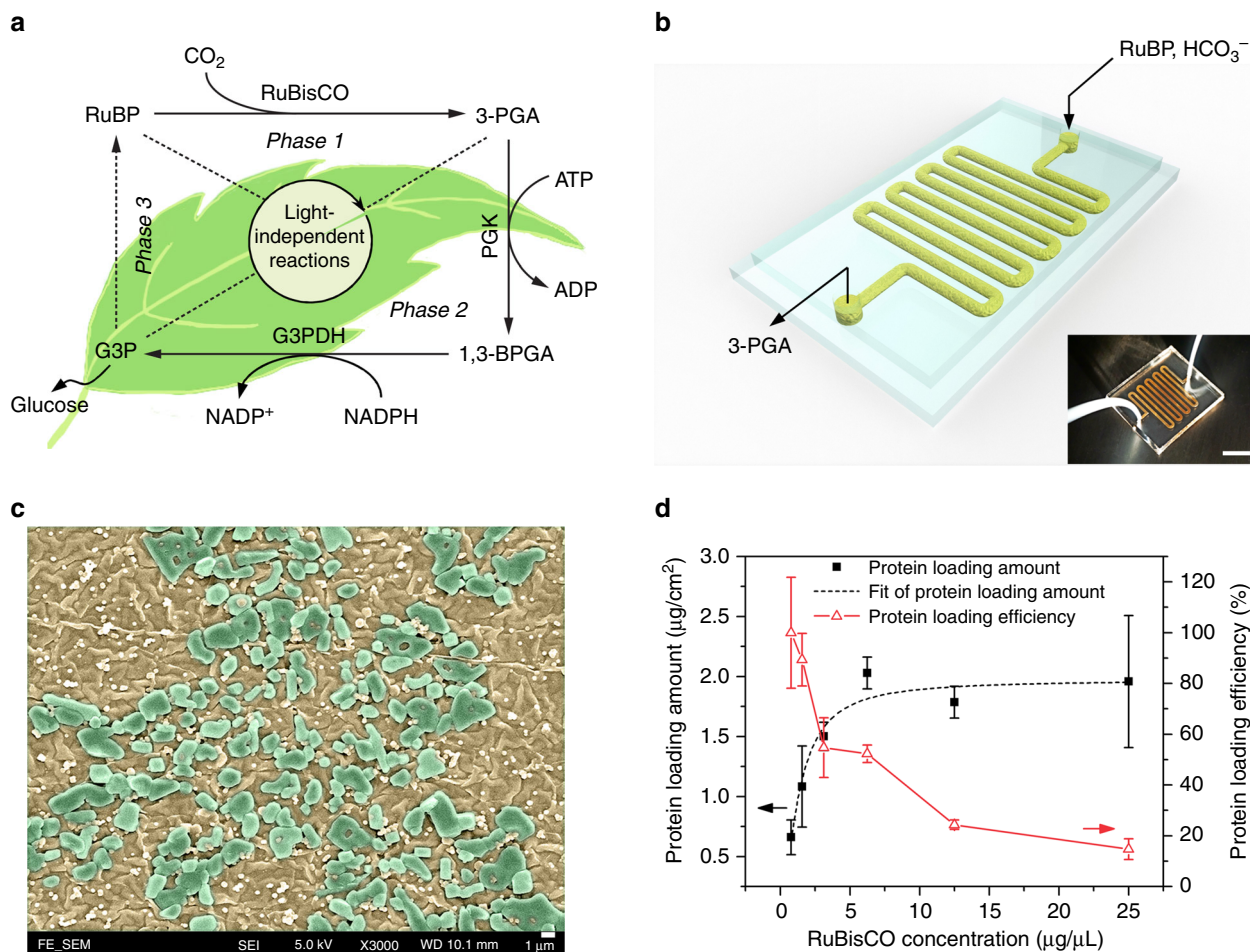 a
CO₂
RuBP
RuBisCO
3-PGA
Phase 1
ATP
Light-
independent
reactions
Phase 3
PGK
ADP
Phase 2
G3P
G3PDH
1,3-BPGA
Glucose
NADP⁺
NADPH
b
RuBP, HCO₃⁻
3-PGA
c
FE_SEM SEI 5.0 kV X3000 WD 10.1 mm 1 μm
d
Protein loading amount (μg/cm²)
3.0
2.5
2.0
1.5
1.0
0.5
Protein loading amount
Fit of protein loading amount
Protein loading efficiency
120
100
80
60
40
20
0
Protein loading efficiency (%)
0 5 10 15 20 25
RuBisCO concentration (μg/μL)